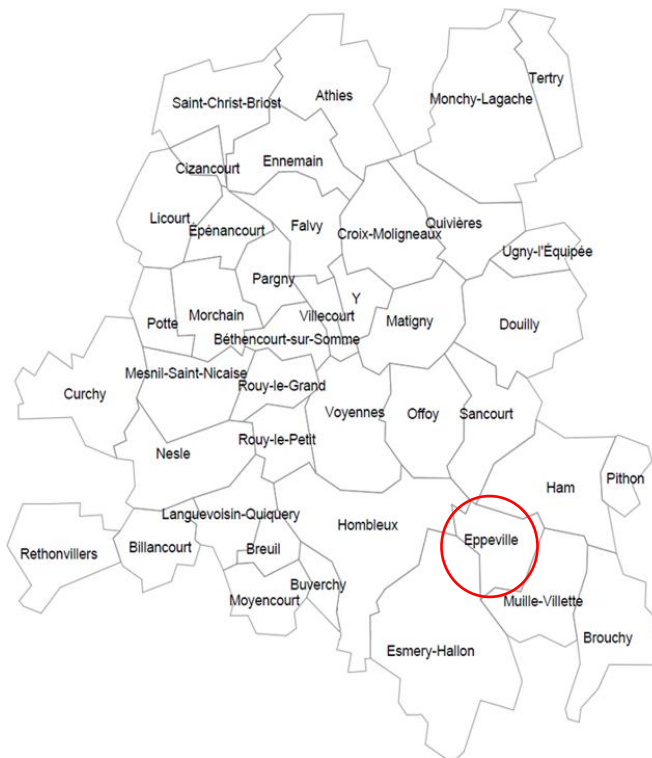 Tertry
Athies
Monchy-Lagache
Saint-Christ-Briost
Ennemain
Cizancourt
Licourt
Falvy
Quivières
Épénancourt
Croix-Moligneaux
Ugny-l'Équipée
Pargny
Y
Morchain
Villecourt
Potte
Matigny
Douilly
Béthencourt-sur-Somme
Mesnil-Saint-Nicaise
Rouy-le-Grand
Curchy
Voyennes
Offoy
Sancourt
Rouy-le-Petit
Nesle
Pithon
Ham
Languevoisin-Quiquery
Hombleux
Eppeville
Rethonvillers
Billancourt
Breuil
Buverchy
Moyencourt
Muille-Villette
Brouchy
Esmery-Hallon